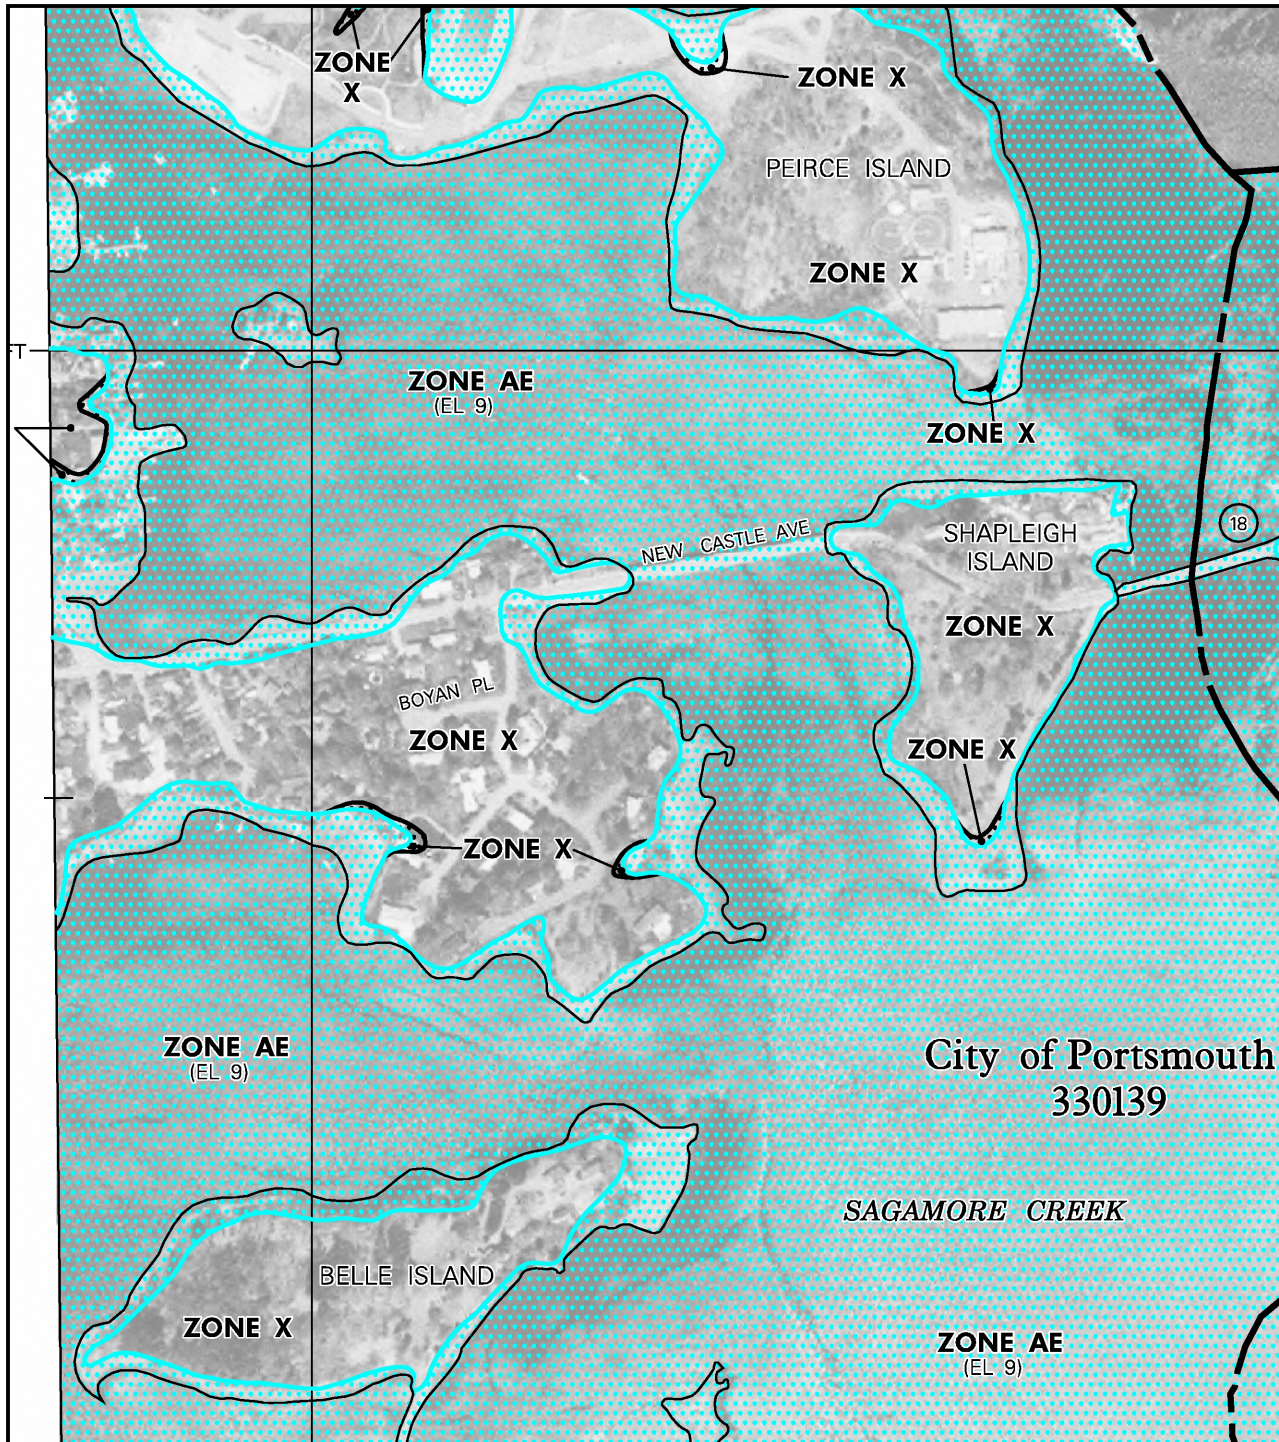 ZONE
X
ZONE X
PEIRCE ISLAND
ZONE X
T
ZONE AE
(EL 9)
ZONE X
18
NEW CASTLE AVE
SHAPLEIGH
ISLAND
ZONE X
BOYAN PL
ZONE X
ZONE X
ZONE X
ZONE AE
(EL 9)
City of Portsmouth
330139
SAGAMORE CREEK
BELLE ISLAND
ZONE X
ZONE AE
(EL 9)